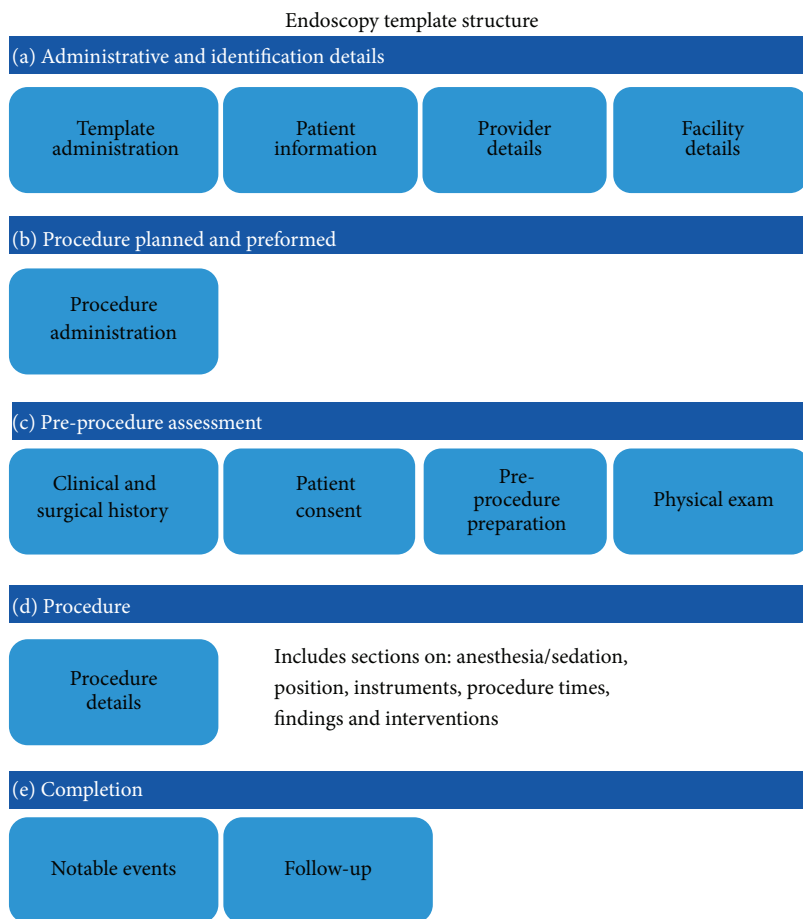 Endoscopy template structure
(a) Administrative and identification details
Template
administration
Patient
information
Provider
details
Facility
details
(b) Procedure planned and preformed
Procedure
administration
(c) Pre-procedure assessment
Clinical and
surgical history
Patient
consent
Pre-
procedure
preparation
Physical exam
(d) Procedure
Procedure
details
Includes sections on: anesthesia/sedation,
position, instruments, procedure times,
findings and interventions
(e) Completion
Notable events
Follow-up